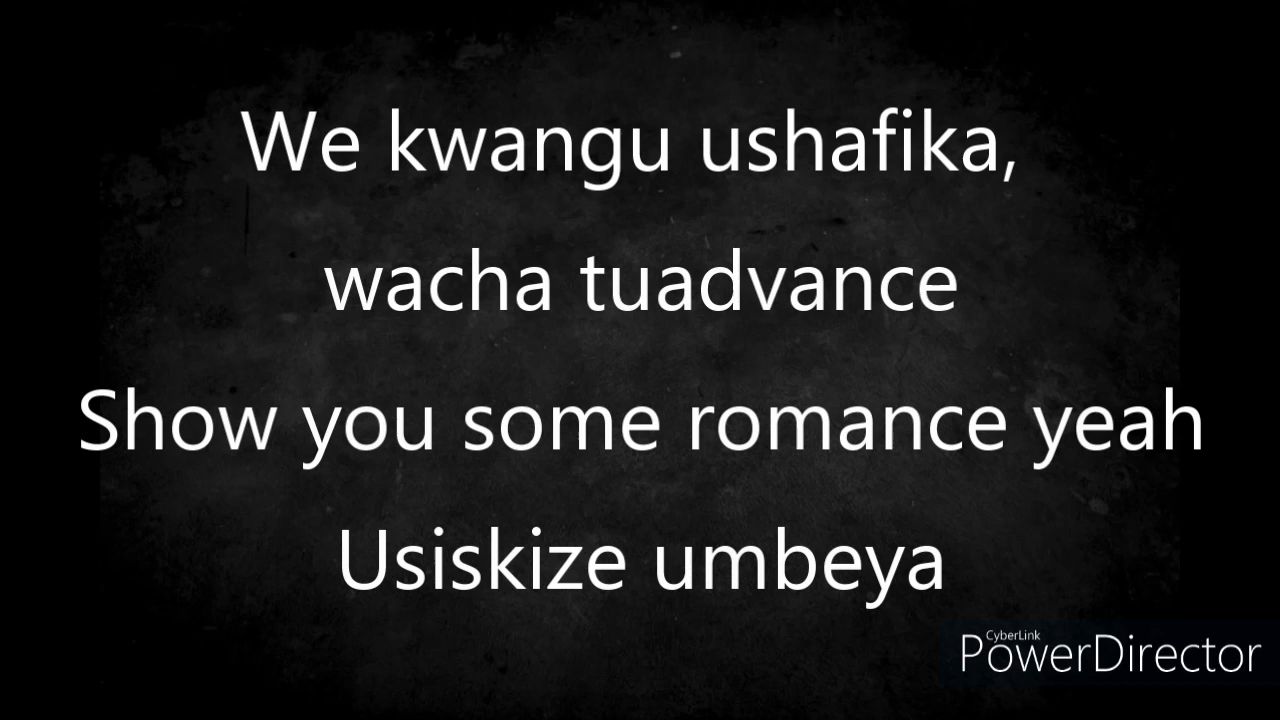 We kwangu ushafika,
wacha tuadvance
Show you some romance yeah
Usiskize umbeya
CyberLink
PowerDirector